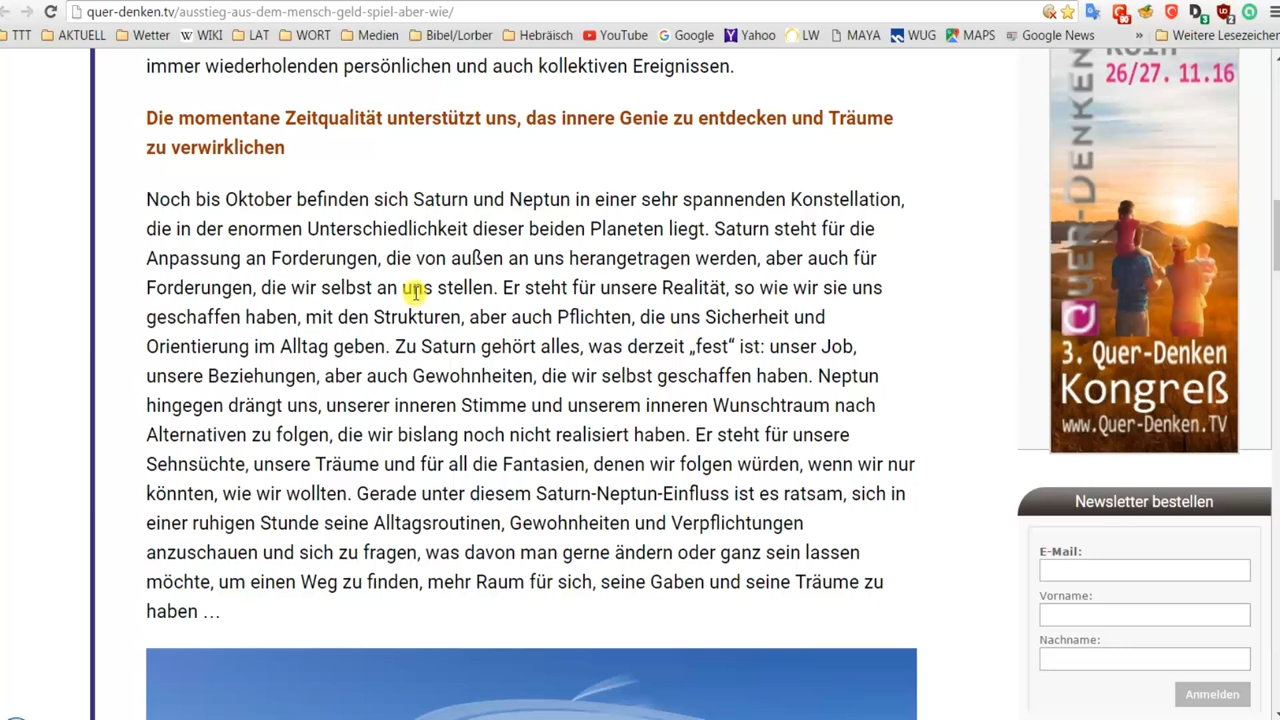 quer-denken.tv/ausstieg-aus-dem-mensch-geld-spiel-aber-wie/
TTT AKTUELL Wetter W WIKI LAT WORT Medien Bibel/Lorber Hebräisch YouTube Google Yahoo LW MAYA WUG MAPS Google News » Weitere Lesezeichen
immer wiederholenden persönlichen und auch kollektiven Ereignissen.
Die momentane Zeitqualität unterstützt uns, das innere Genie zu entdecken und Träume
zu verwirklichen
Noch bis Oktober befinden sich Saturn und Neptun in einer sehr spannenden Konstellation,
die in der enormen Unterschiedlichkeit dieser beiden Planeten liegt. Saturn steht für die
Anpassung an Forderungen, die von außen an uns herangetragen werden, aber auch für
Forderungen, die wir selbst an uns stellen. Er steht für unsere Realität, so wie wir sie uns
geschaffen haben, mit den Strukturen, aber auch Pflichten, die uns Sicherheit und
Orientierung im Alltag geben. Zu Saturn gehört alles, was derzeit „fest“ ist: unser Job,
unsere Beziehungen, aber auch Gewohnheiten, die wir selbst geschaffen haben. Neptun
hingegen drängt uns, unserer inneren Stimme und unserem inneren Wunschtraum nach
Alternativen zu folgen, die wir bislang noch nicht realisiert haben. Er steht für unsere
Sehnsüchte, unsere Träume und für all die Fantasien, denen wir folgen würden, wenn wir nur
könnten, wie wir wollten. Gerade unter diesem Saturn-Neptun-Einfluss ist es ratsam, sich in
einer ruhigen Stunde seine Alltagsroutinen, Gewohnheiten und Verpflichtungen
anzuschauen und sich zu fragen, was davon man gerne ändern oder ganz sein lassen
möchte, um einen Weg zu finden, mehr Raum für sich, seine Gaben und seine Träume zu
haben …
26/27. 11.16
QUER-DENKEN
3. Quer-Denken
Kongreß
www.Quer-Denken.TV
Newsletter bestellen
E-Mail:
Vorname:
Nachname:
Anmelden